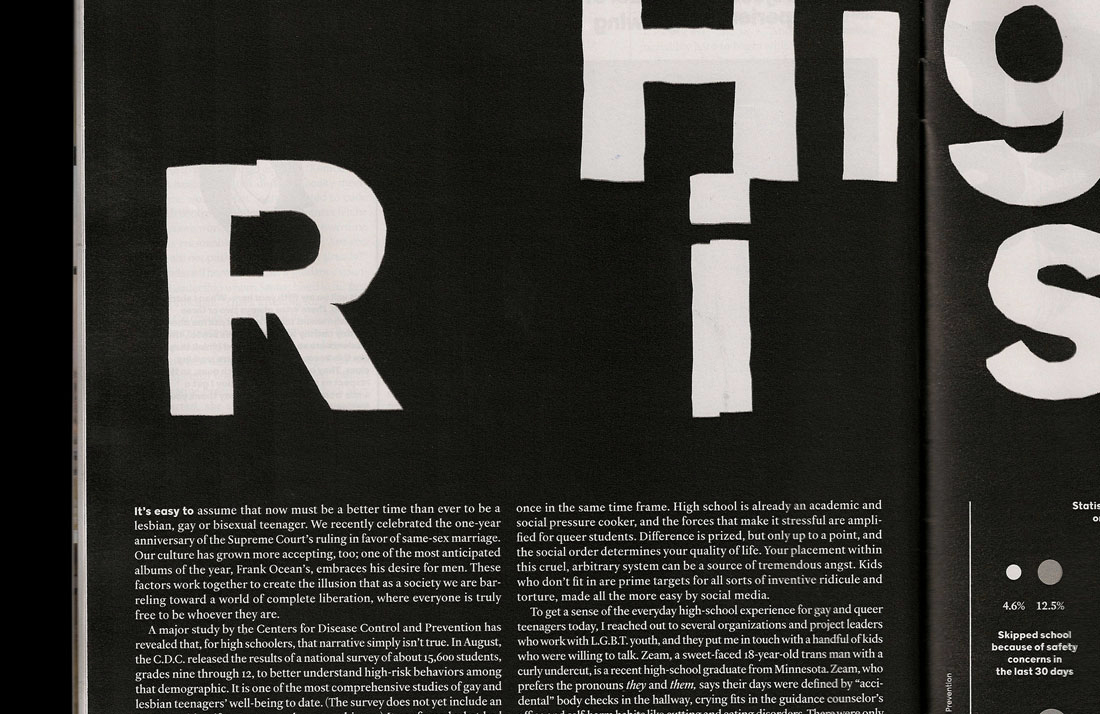 Hig
Ris
It's easy to assume that now must be a better time than ever to be a
lesbian, gay or bisexual teenager. We recently celebrated the one-year
anniversary of the Supreme Court's ruling in favor of same-sex marriage.
Our culture has grown more accepting, too; one of the most anticipated
albums of the year, Frank Ocean's, embraces his desire for men. These
factors work together to create the illusion that as a society we are bar-
reling toward a world of complete liberation, where everyone is truly
free to be whoever they are.
A major study by the Centers for Disease Control and Prevention has
revealed that, for high schoolers, that narrative simply isn't true. In August,
the C.D.C. released the results of a national survey of about 15,600 students,
grades nine through 12, to better understand high-risk behaviors among
that demographic. It is one of the most comprehensive studies of gay and
lesbian teenagers' well-being to date. (The survey does not yet include an
once in the same time frame. High school is already an academic and
social pressure cooker, and the forces that make it stressful are ampli-
fied for queer students. Difference is prized, but only up to a point, and
the social order determines your quality of life. Your placement within
this cruel, arbitrary system can be a source of tremendous angst. Kids
who don't fit in are prime targets for all sorts of inventive ridicule and
torture, made all the more easy by social media.
To get a sense of the everyday high-school experience for gay and queer
teenagers today, I reached out to several organizations and project leaders
who work with L.G.B.T. youth, and they put me in touch with a handful of kids
who were willing to talk. Zeam, a sweet-faced 18-year-old trans man with a
curly undercut, is a recent high-school graduate from Minnesota. Zeam, who
prefers the pronouns they and them, says their days were defined by "acci-
dental" body checks in the hallway, crying fits in the guidance counselor's
Statis
4.6% 12.5%
Skipped school
because of safety
concerns in
the last 30 days
Prevention